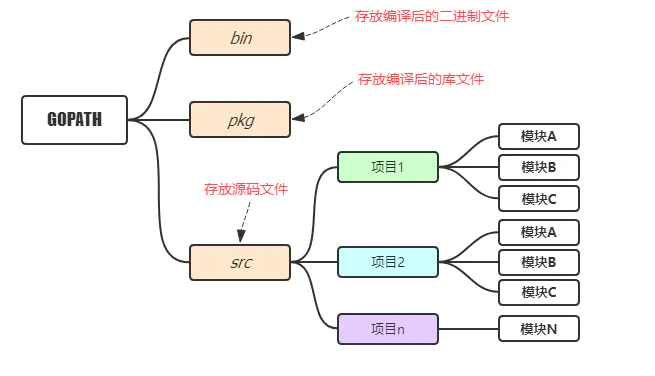 存放编译后的二进制文件
bin
存放编译后的库文件
GOPATH
pkg
模块A
项目1
模块B
模块C
存放源码文件
模块A
src
项目2
模块B
模块C
项目n
模块N